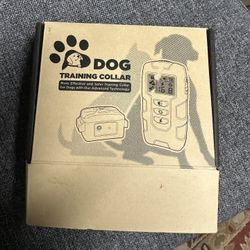 DOG
TRAINING COLLAR
More Effective and Safer Training Collar
for Dogs with Our Advanced Technology